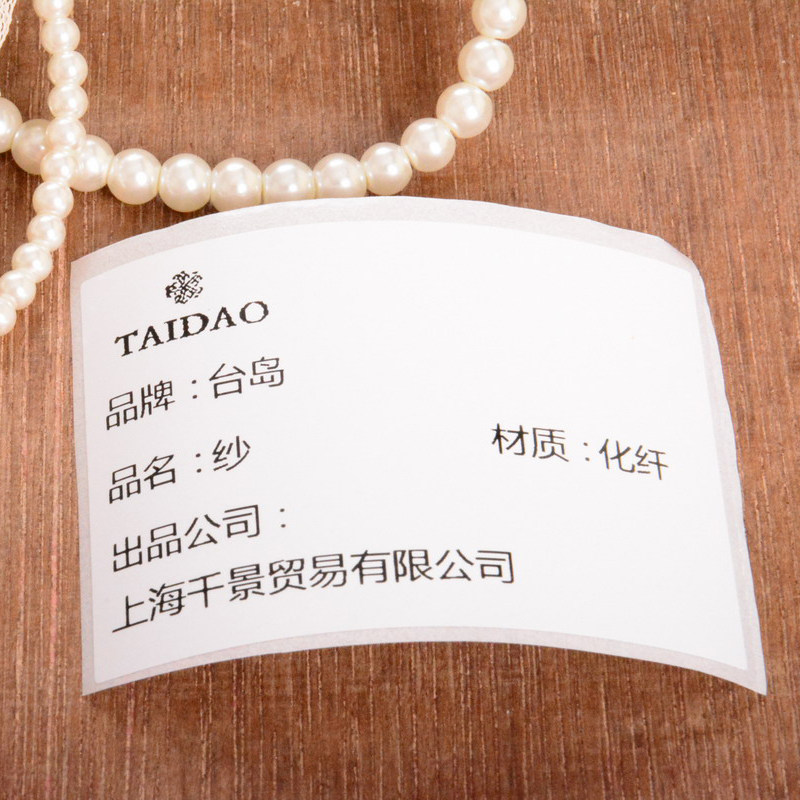 TAIDAO
品牌：台岛
品名：纱 材质：化纤
出品公司：
上海千景贸易有限公司